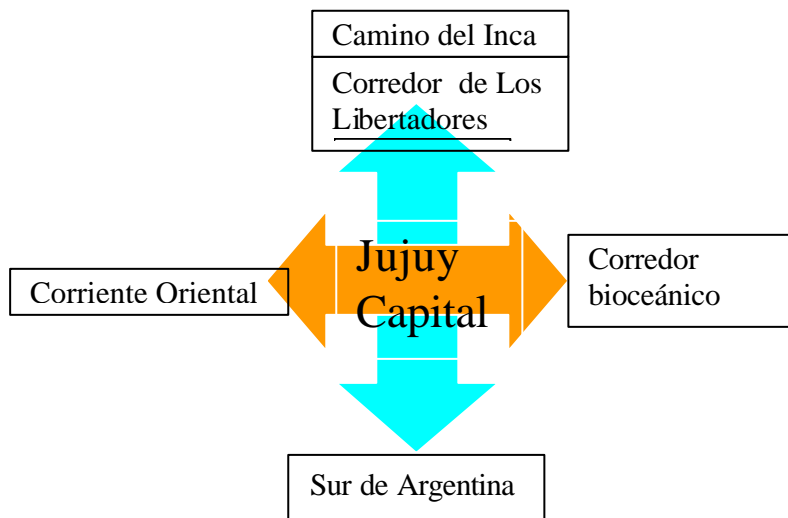 Camino del Inca
Corredor de Los
Libertadores
Jujuy
Capital
Corriente Oriental
Corredor
bioceánico
Sur de Argentina